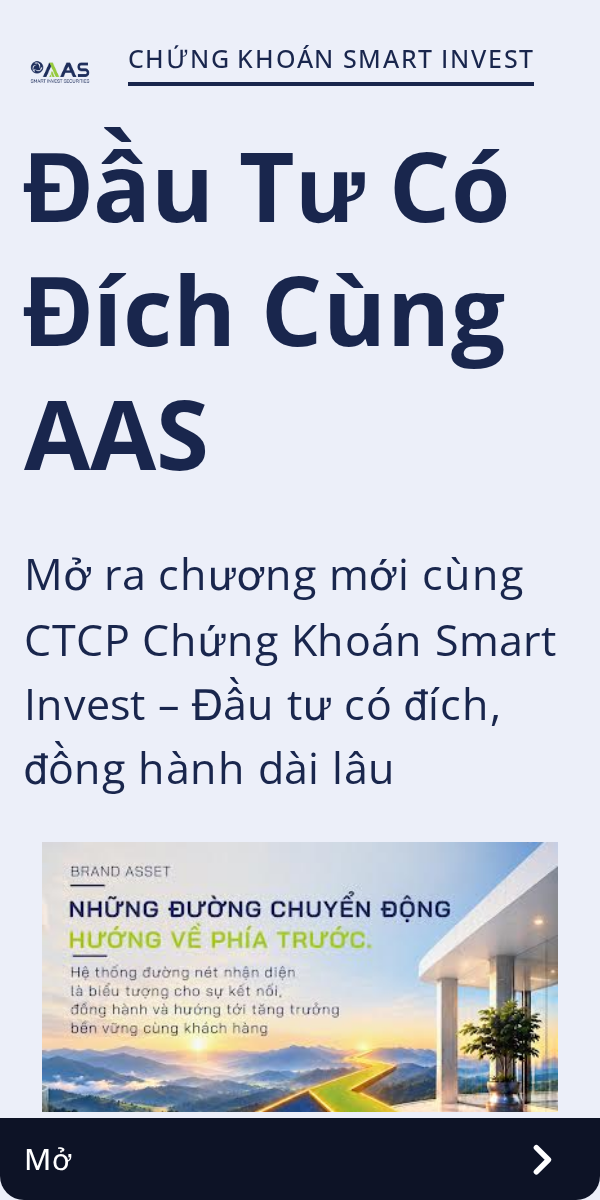 AAS
SMART INVEST SECURITIES
CHỨNG KHOÁN SMART INVEST
Đầu Tư Có
Đích Cùng
AAS
Mở ra chương mới cùng
CTCP Chứng Khoán Smart
Invest – Đầu tư có đích,
đồng hành dài lâu
BRAND ASSET
NHỮNG ĐƯỜNG CHUYỂN ĐỘNG
HƯỚNG VỀ PHÍA TRƯỚC.
Hệ thống đường nét nhận diện
là biểu tượng cho sự kết nối,
đồng hành và hướng tới tăng trưởng
bền vững cùng khách hàng
Mở